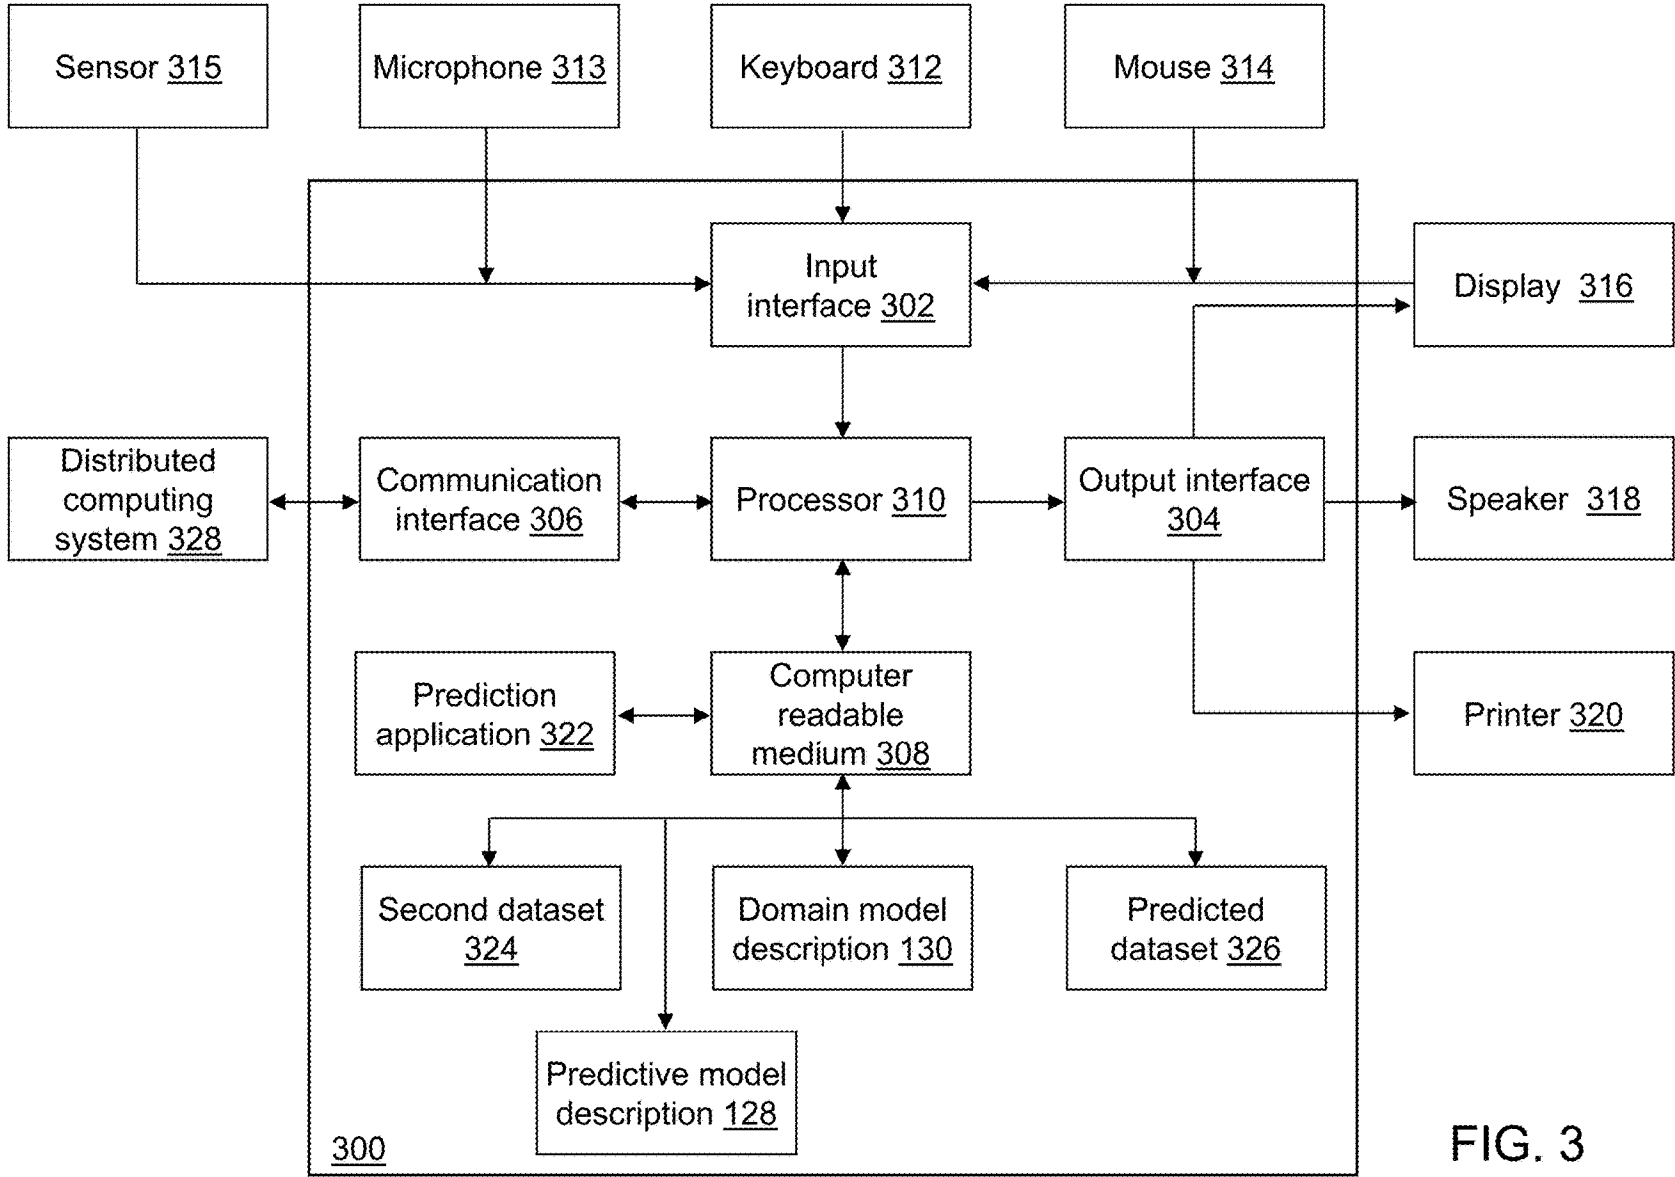 Sensor 315
Microphone 313
Keyboard 312
Mouse 314
Input
interface 302
Display 316
Distributed
computing
system 328
Communication
interface 306
Processor 310
Output interface
304
Speaker 318
Prediction
application 322
Computer
readable
medium 308
Printer 320
Second dataset
324
Domain model
description 130
Predicted
dataset 326
Predictive model
description 128
300
FIG. 3